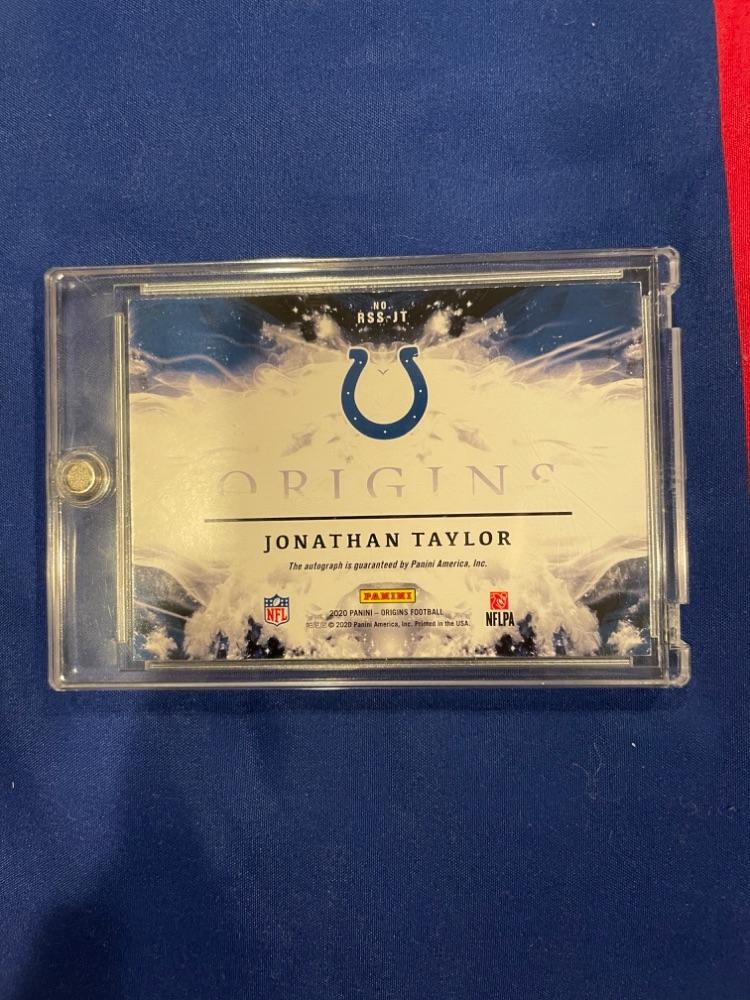 NO.
RSS-JT
ORIGINS
JONATHAN TAYLOR
The autograph is guaranteed by Panini America, Inc.
PANINI
NFL
2020 PANINI – ORIGINS FOOTBALL
© 2020 Panini America, Inc. Printed in the USA.
NFLPA